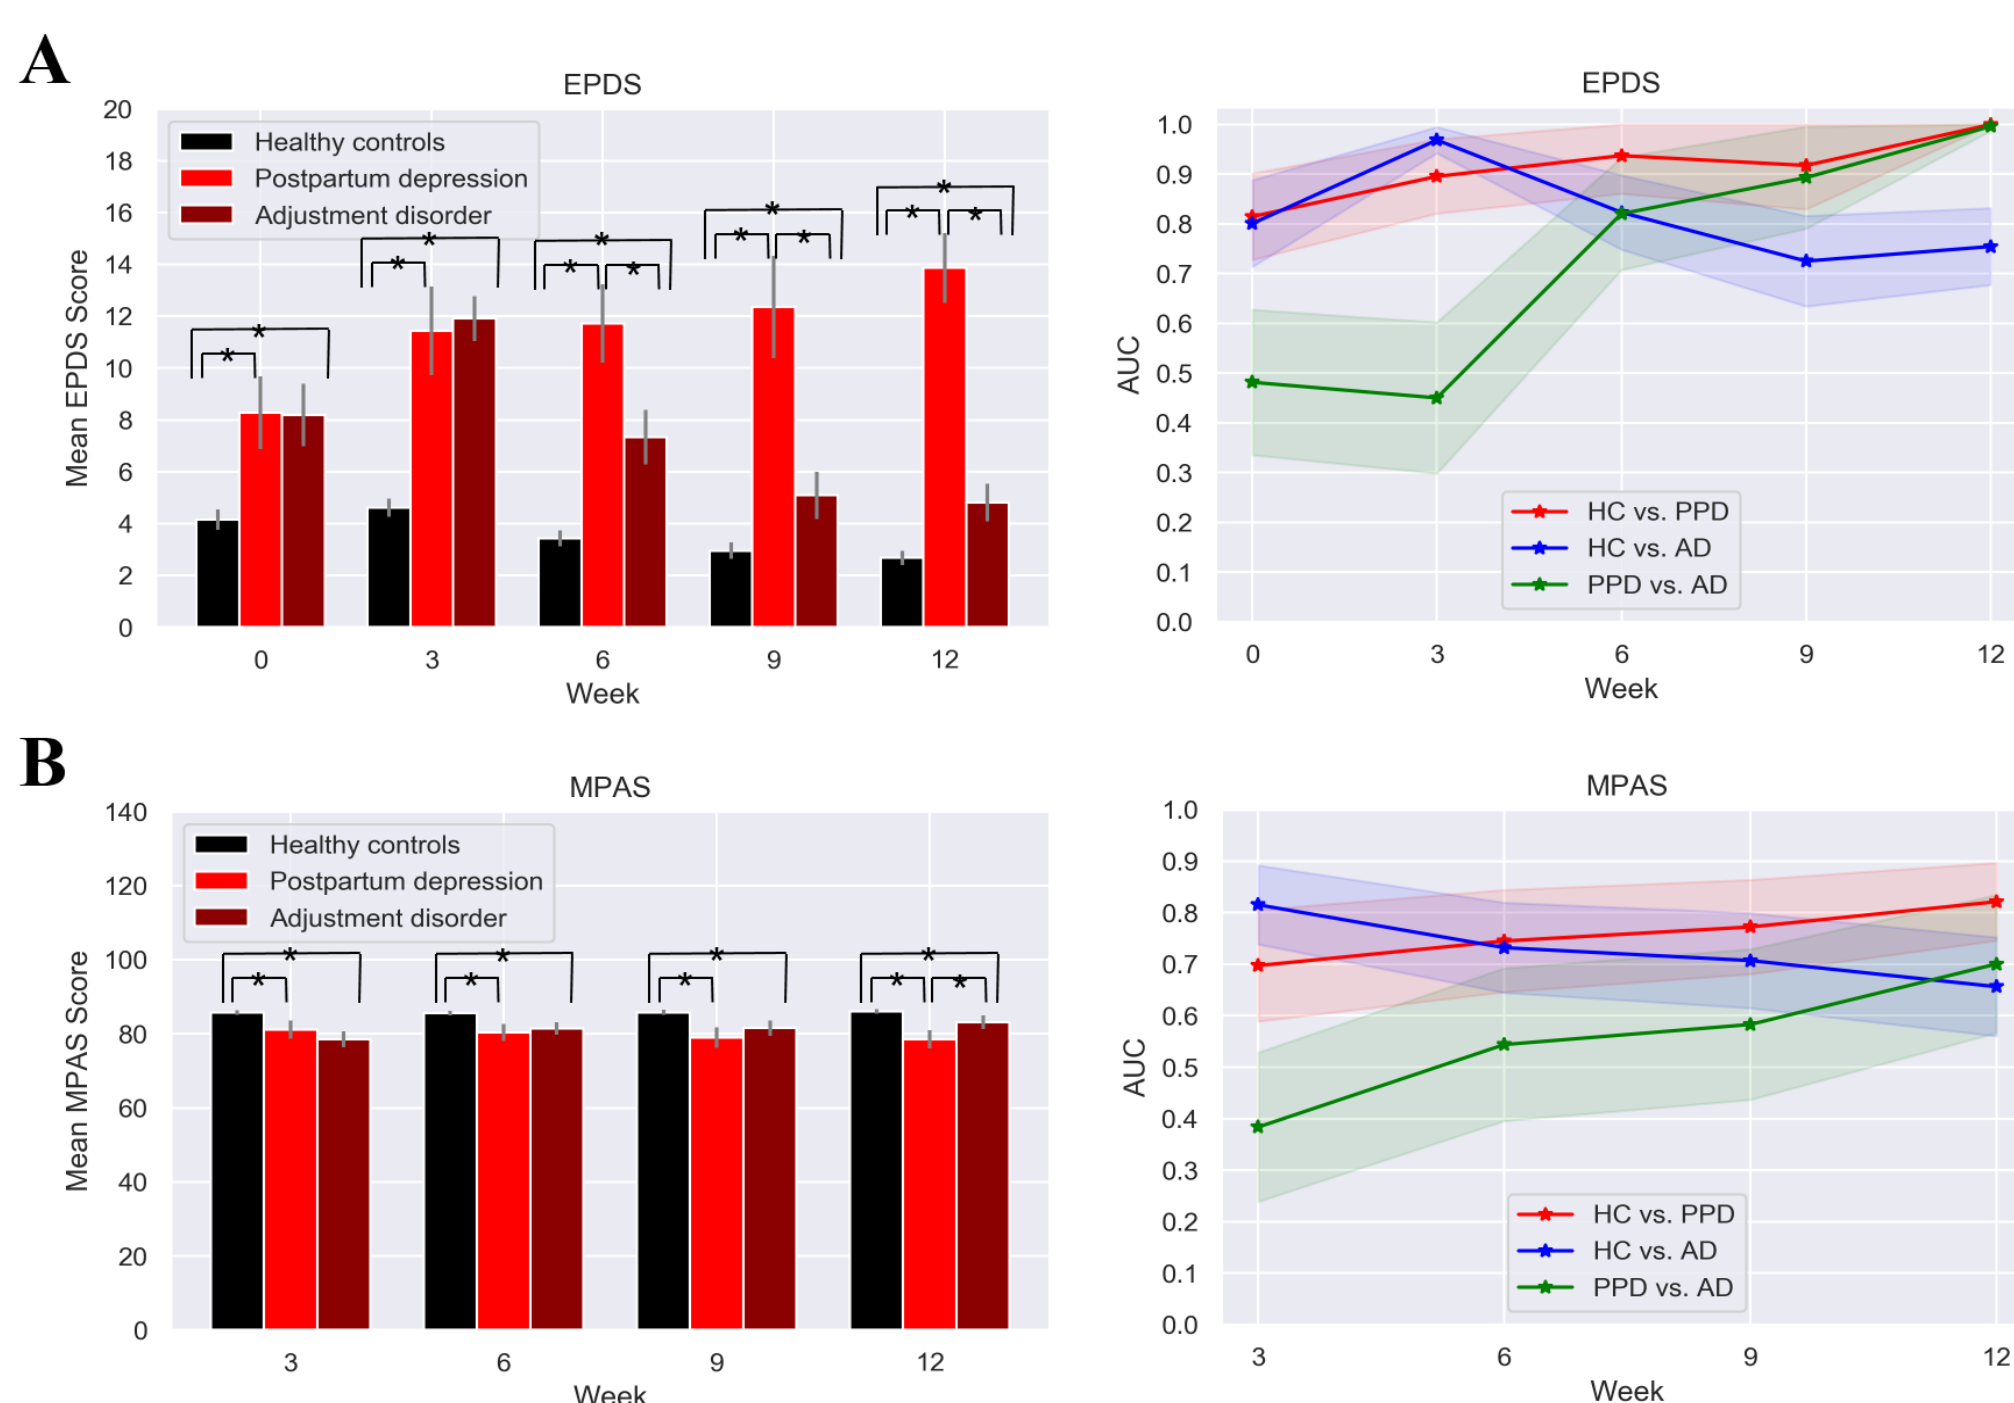 A
EPDS
20
18
16
14
12
10
8
6
4
2
0
Mean EPDS Score
Healthy controls
Postpartum depression
Adjustment disorder
* * * * * * * * * * * * *
0 3 6 9 12
Week
EPDS
1.0
0.9
0.8
0.7
0.6
0.5
0.4
0.3
0.2
0.1
0.0
AUC
HC vs. PPD
HC vs. AD
PPD vs. AD
0 3 6 9 12
Week
B
MPAS
140
120
100
80
60
40
20
0
Mean MPAS Score
Healthy controls
Postpartum depression
Adjustment disorder
* * * * * * * * *
3 6 9 12
Week
MPAS
1.0
0.9
0.8
0.7
0.6
0.5
0.4
0.3
0.2
0.1
0.0
AUC
HC vs. PPD
HC vs. AD
PPD vs. AD
3 6 9 12
Week